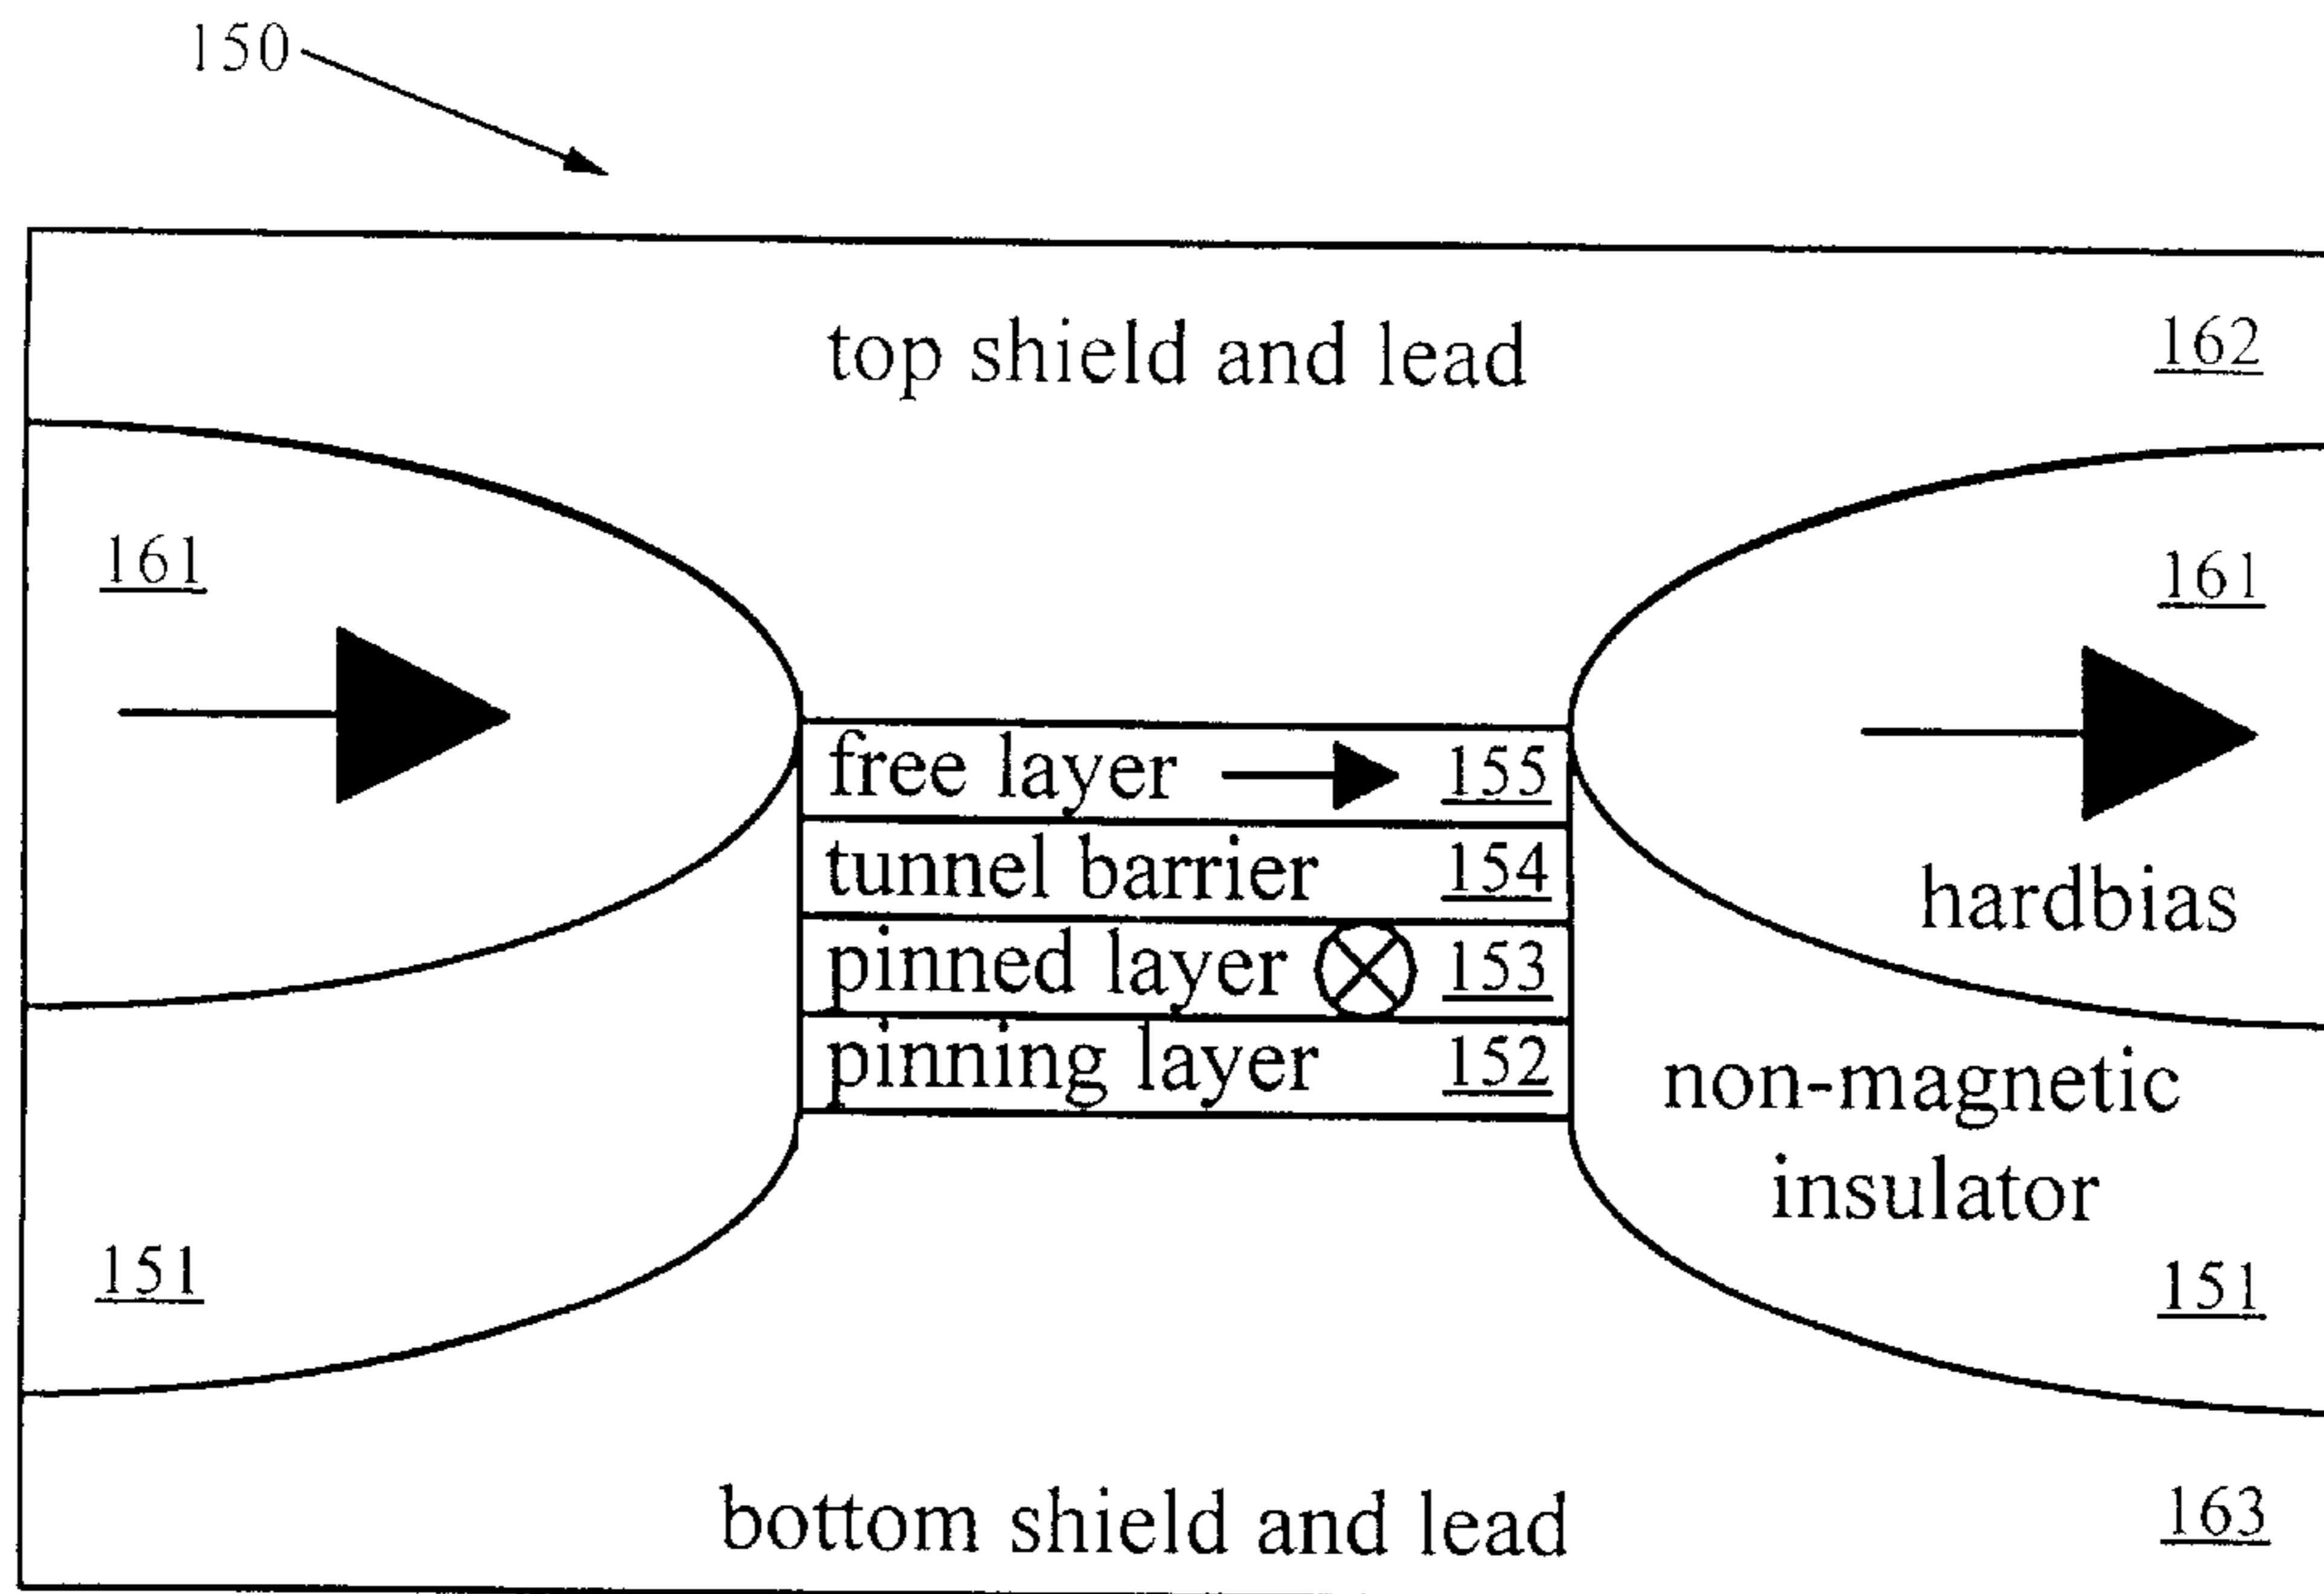 150
top shield and lead 162
161
161
free layer 155
tunnel barrier 154
hardbias
pinned layer 153
pinning layer 152
non-magnetic
insulator
151
151
bottom shield and lead 163